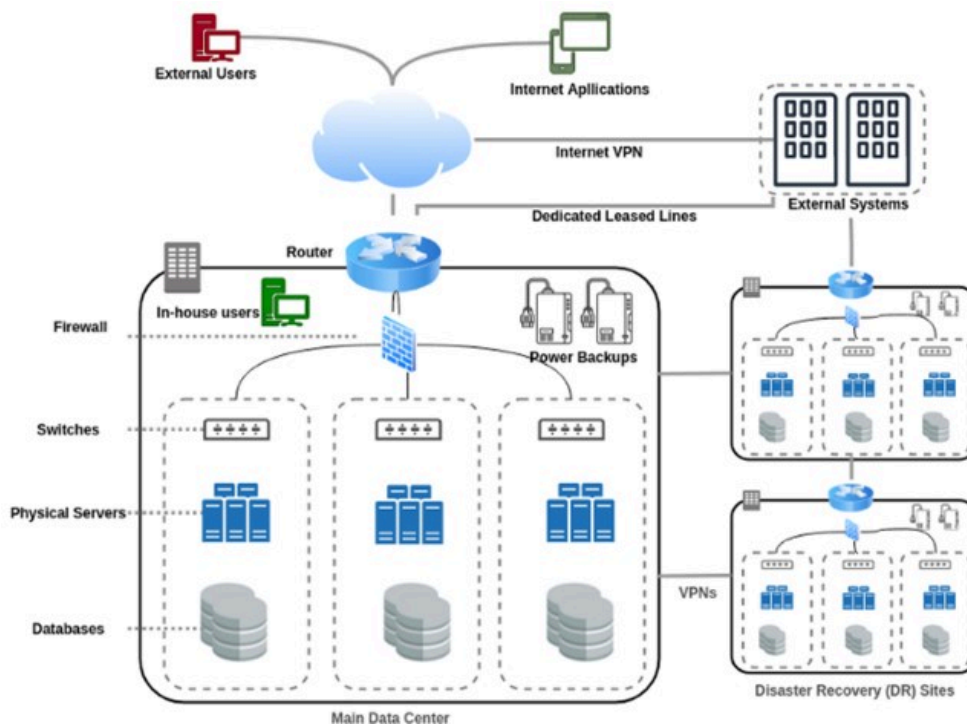 External Users
Internet Apllications
Internet VPN
External Systems
Dedicated Leased Lines
Router
In-house users
Firewall
Power Backups
Switches
Physical Servers
Databases
VPNs
Disaster Recovery (DR) Sites
Main Data Center